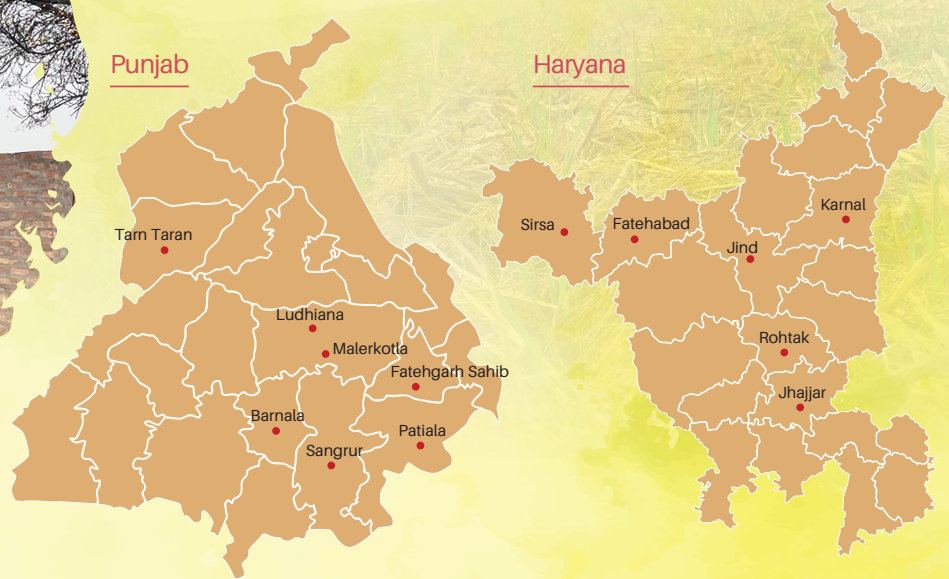 Punjab
Haryana
Tarn Taran
Ludhiana
Malerkotla
Fatehgarh Sahib
Barnala
Patiala
Sangrur
Karnal
Sirsa
Fatehabad
Jind
Rohtak
Jhajjar